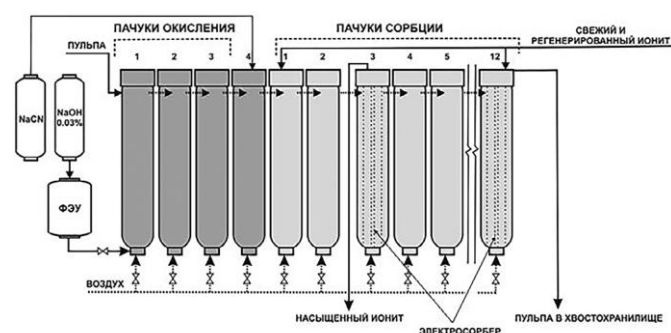 ПАЧУКИ ОКИСЛЕНИЯ
ПАЧУКИ СОРБЦИИ
СВЕЖИЙ И
РЕГЕНЕРИРОВАННЫЙ ИОНИТ
ПУЛЬПА
1 2 3 4 1 2 3 4 5 12
NaCN
NaOH
0.03%
ФЭУ
ВОЗДУХ
НАСЫЩЕННЫЙ ИОНИТ
ПУЛЬПА В ХВОСТОХРАНИЛИЩЕ
ЭЛЕКТРОСОРБЕР